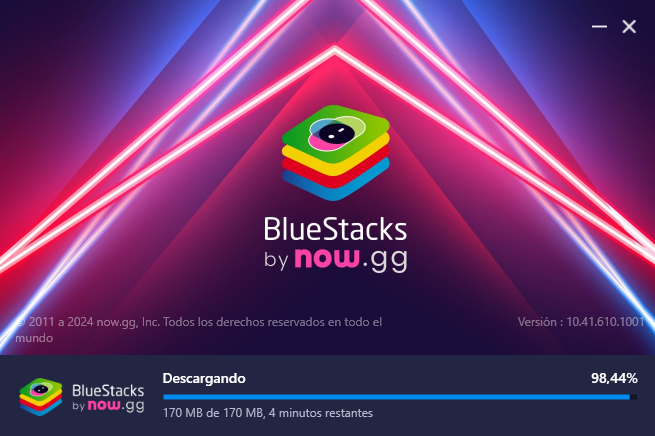 BlueStacks
by now.gg
© 2011 a 2024 now.gg, Inc. Todos los derechos reservados en todo el
mundo
Versión : 10.41.610.1001
BlueStacks
by now.gg
Descargando
98,44%
170 MB de 170 MB, 4 minutos restantes